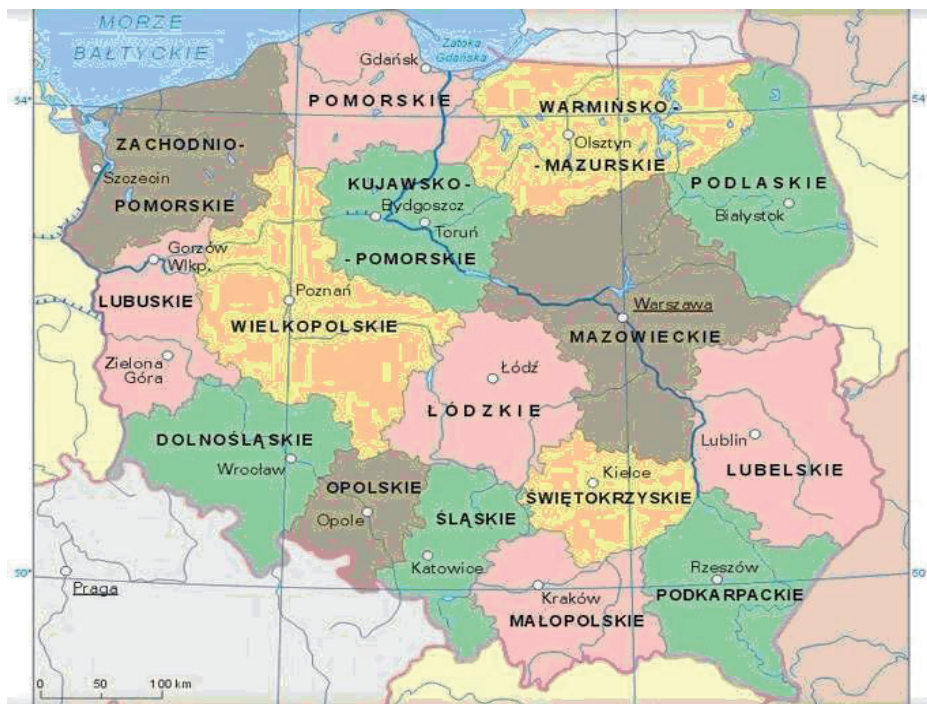 MORZE
BAŁTYCKIE
Zatoka
Gdańska
Gdańsk
POMORSKIE
54°
54°
WARMIŃSKO-
Olsztyn
-MAZURSKIE
ZACHODNIO-
Szczecin
POMORSKIE
KUJAWSKO-
Bydgoszcz
Toruń
-POMORSKIE
PODLASKIE
Białystok
Gorzów
Wlkp.
LUBUSKIE
Zielona
Góra
Poznań
WIELKOPOLSKIE
Warszawa
MAZOWIECKIE
Łódź
ŁÓDZKIE
DOLNOŚLĄSKIE
Wrocław
Lublin
LUBELSKIE
OPOLSKIE
Opole
ŚLĄSKIE
Katowice
Kielce
ŚWIĘTOKRZYSKIE
50°
50°
Praga
Kraków
MAŁOPOLSKIE
Rzeszów
PODKARPACKIE
0 50 100 km